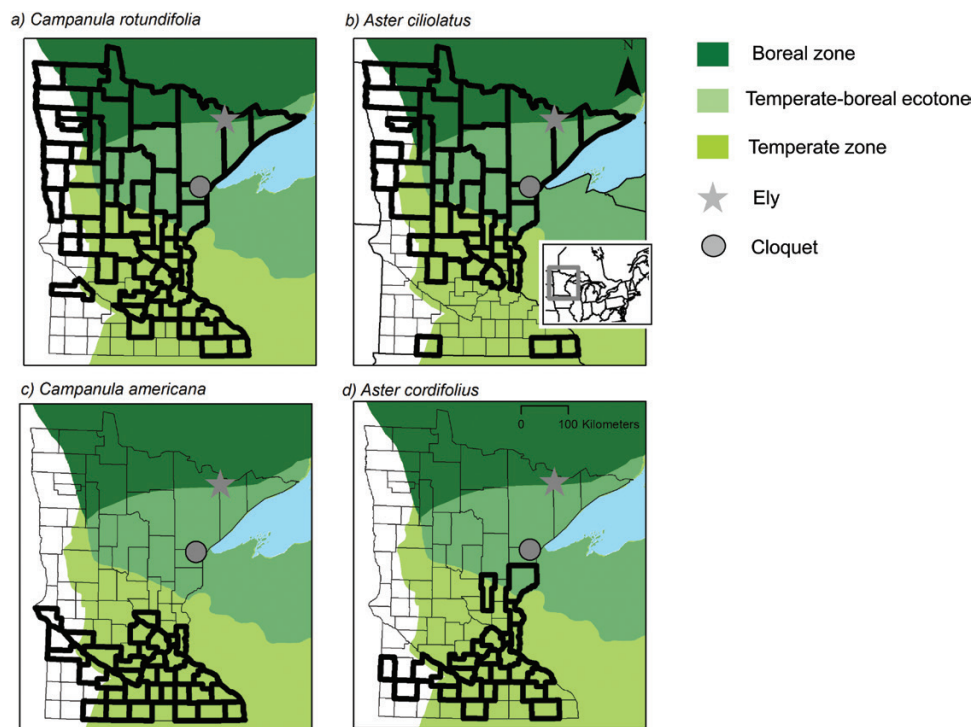 a) Campanula rotundifolia
b) Aster ciliolatus
N
Boreal zone
Temperate-boreal ecotone
Temperate zone
Ely
Cloquet
c) Campanula americana
d) Aster cordifolius
0 100 Kilometers